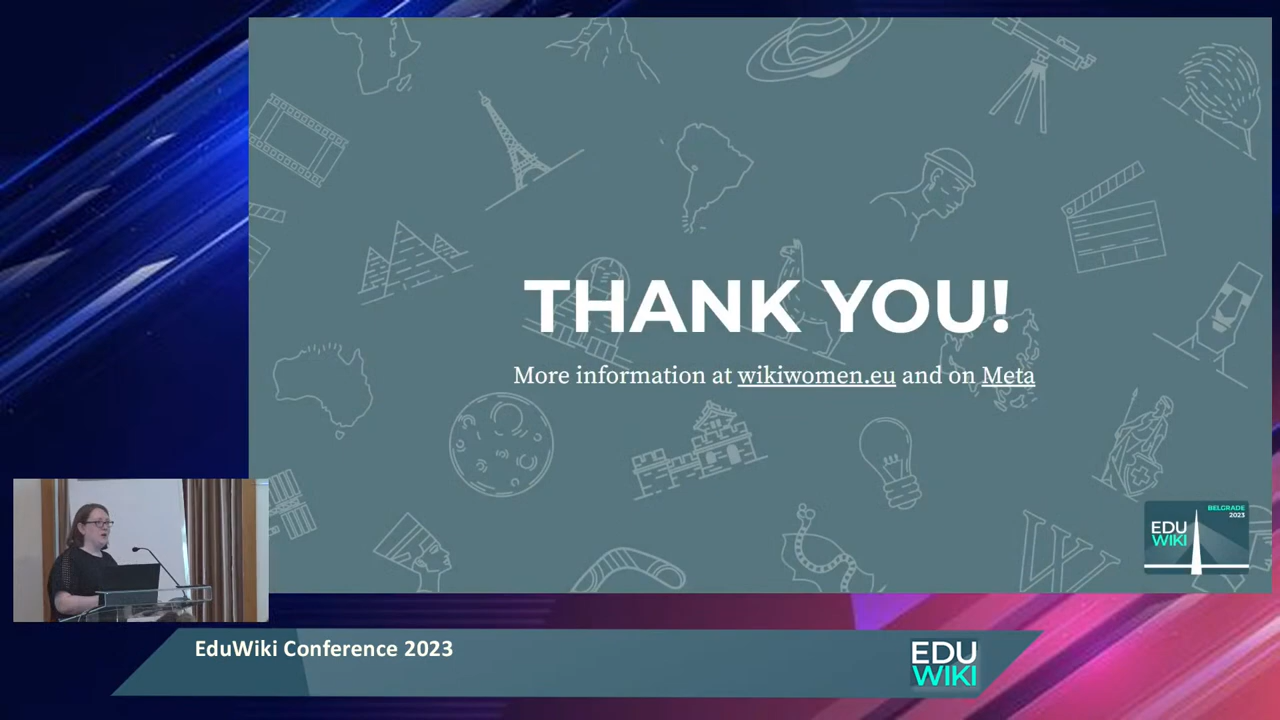 THANK YOU!
More information at wikiwomen.eu and on Meta
BELGRADE
2023
EDU
WIKI
EduWiki Conference 2023
EDU
WIKI